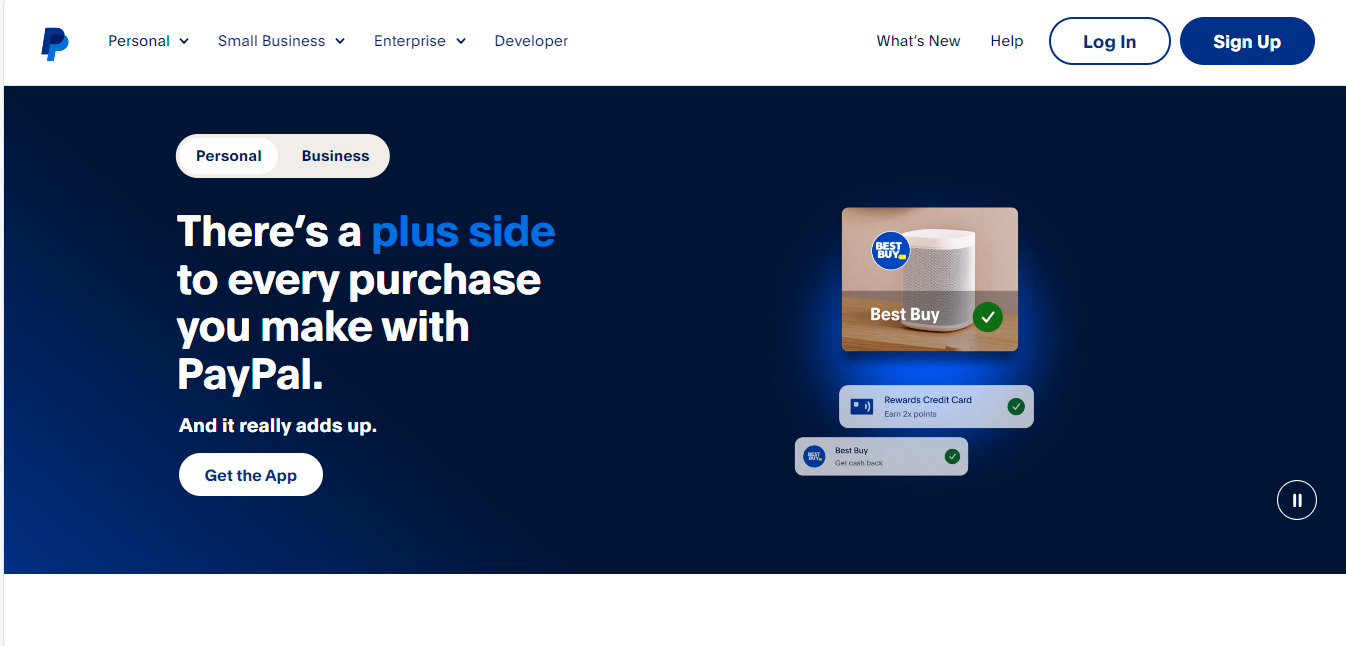 Personal
Small Business
Enterprise
Developer
What's New
Help
Log In
Sign Up
Personal
Business
There's a plus side
to every purchase
you make with
PayPal.
And it really adds up.
Get the App
BEST
BUY
Best Buy
Rewards Credit Card
Earn 2x points
BEST
BUY
Best Buy
Get cash back